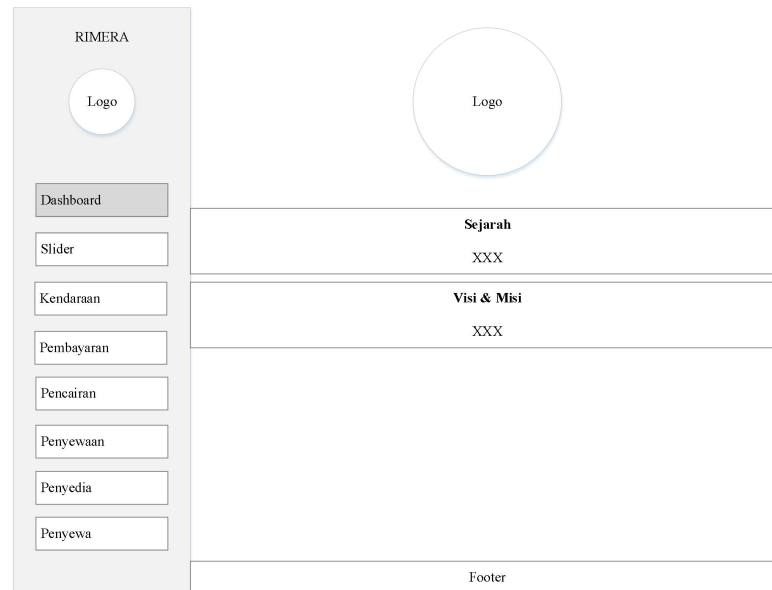 RIMERA
Logo
Dashboard
Slider
Kendaraan
Pembayaran
Pencairan
Penyewaan
Penyedia
Penyewa
Logo
Sejarah
XXX
Visi & Misi
XXX
Footer